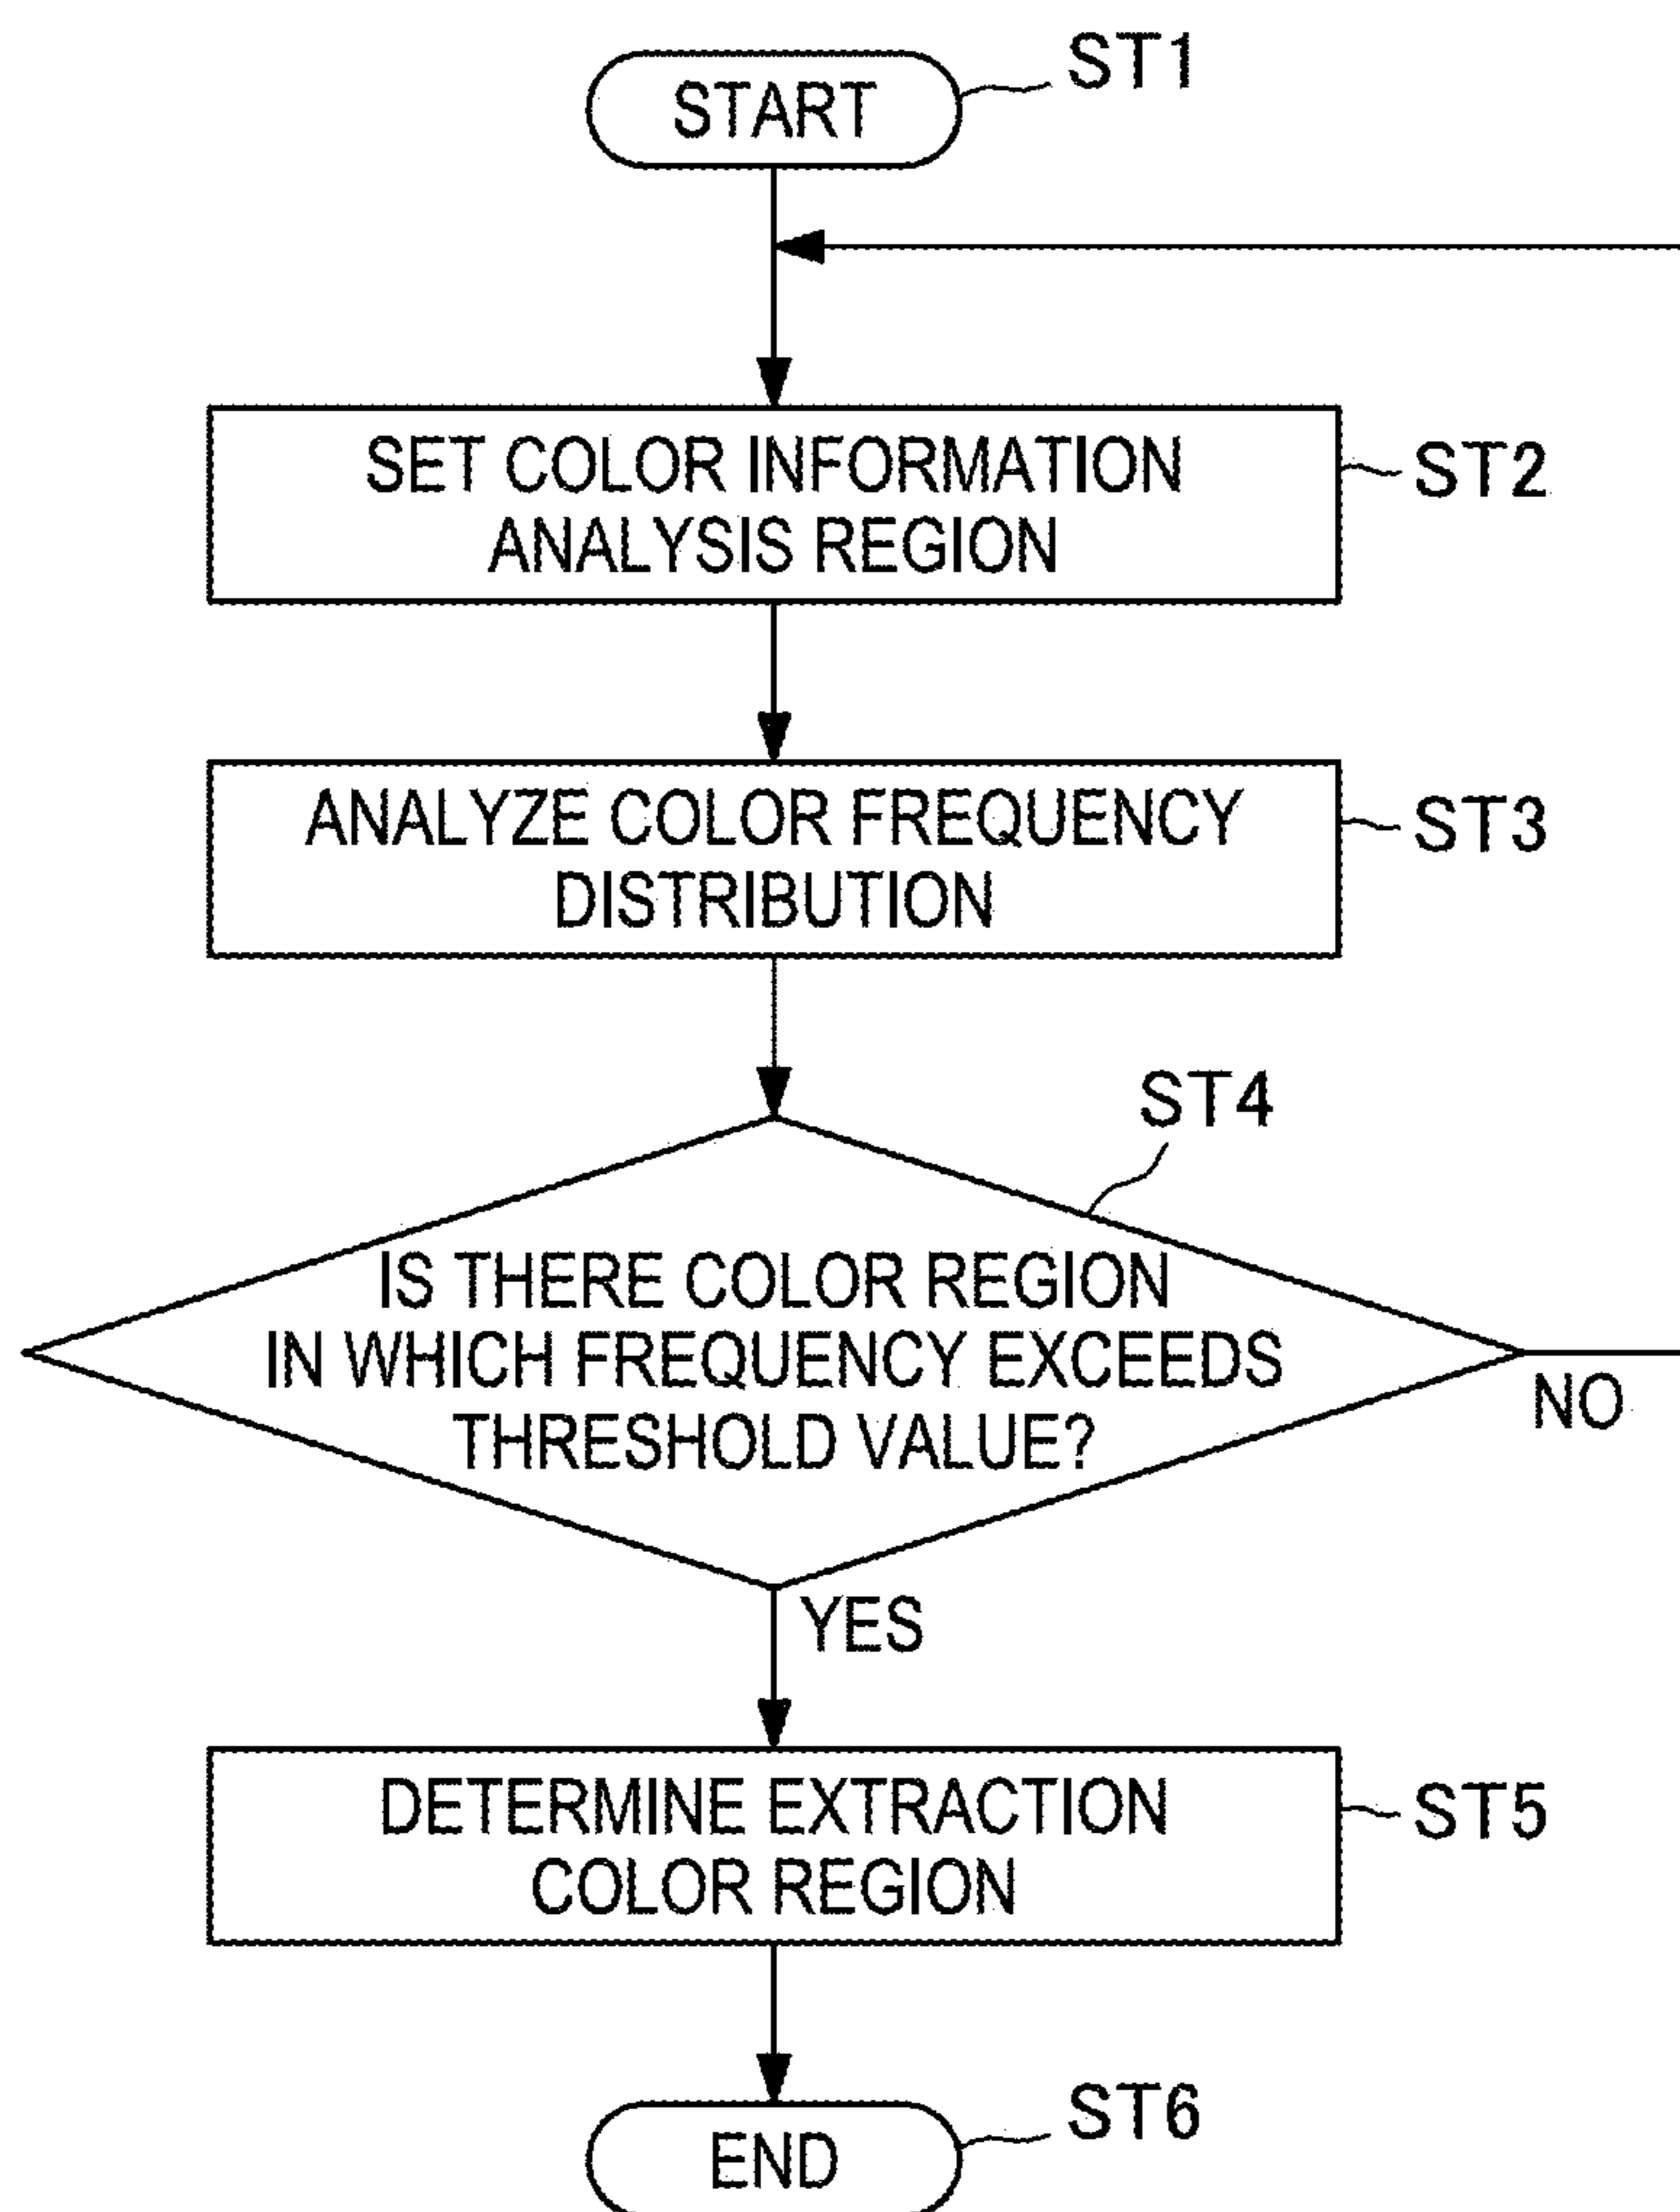 START
ST1
SET COLOR INFORMATION
ANALYSIS REGION
ST2
ANALYZE COLOR FREQUENCY
DISTRIBUTION
ST3
ST4
IS THERE COLOR REGION
IN WHICH FREQUENCY EXCEEDS
THRESHOLD VALUE?
NO
YES
DETERMINE EXTRACTION
COLOR REGION
ST5
END
ST6